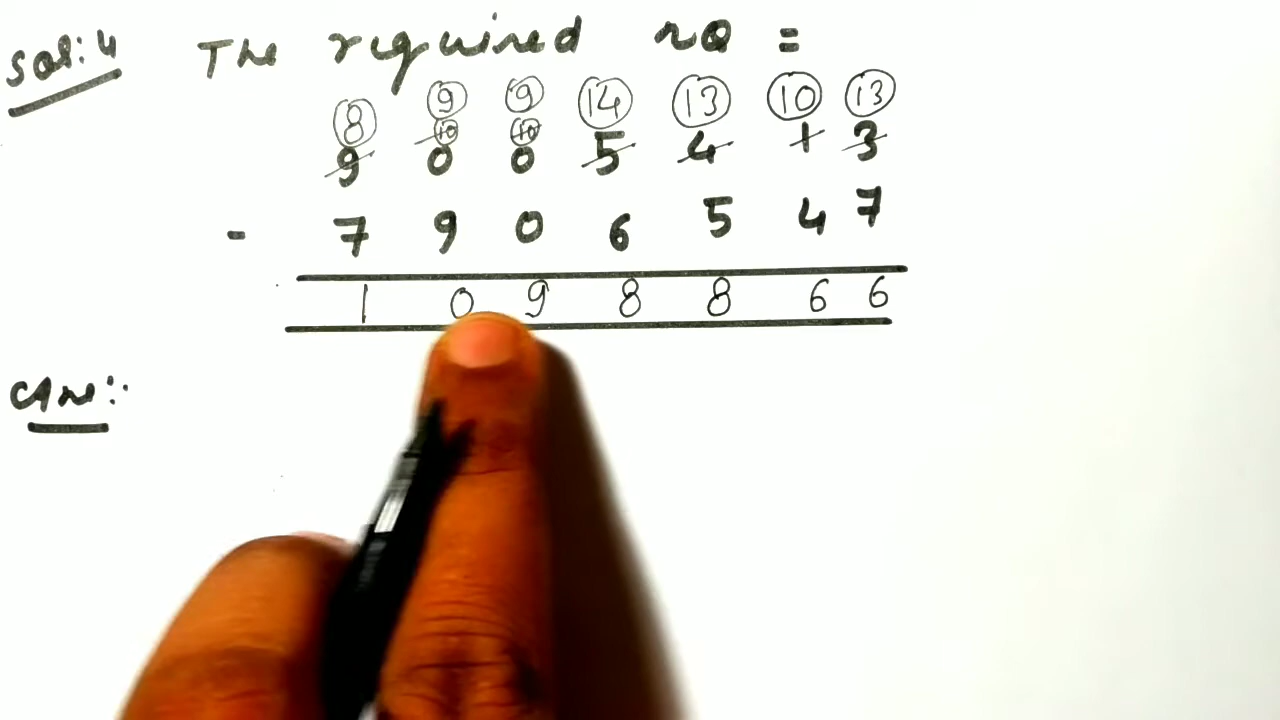 Sol:4 The required no =
8 9 9 14 13 10 13
10 10
9 0 0 5 4 1 3
- 7 9 0 6 5 4 7
1 0 9 8 8 6 6
Ans: